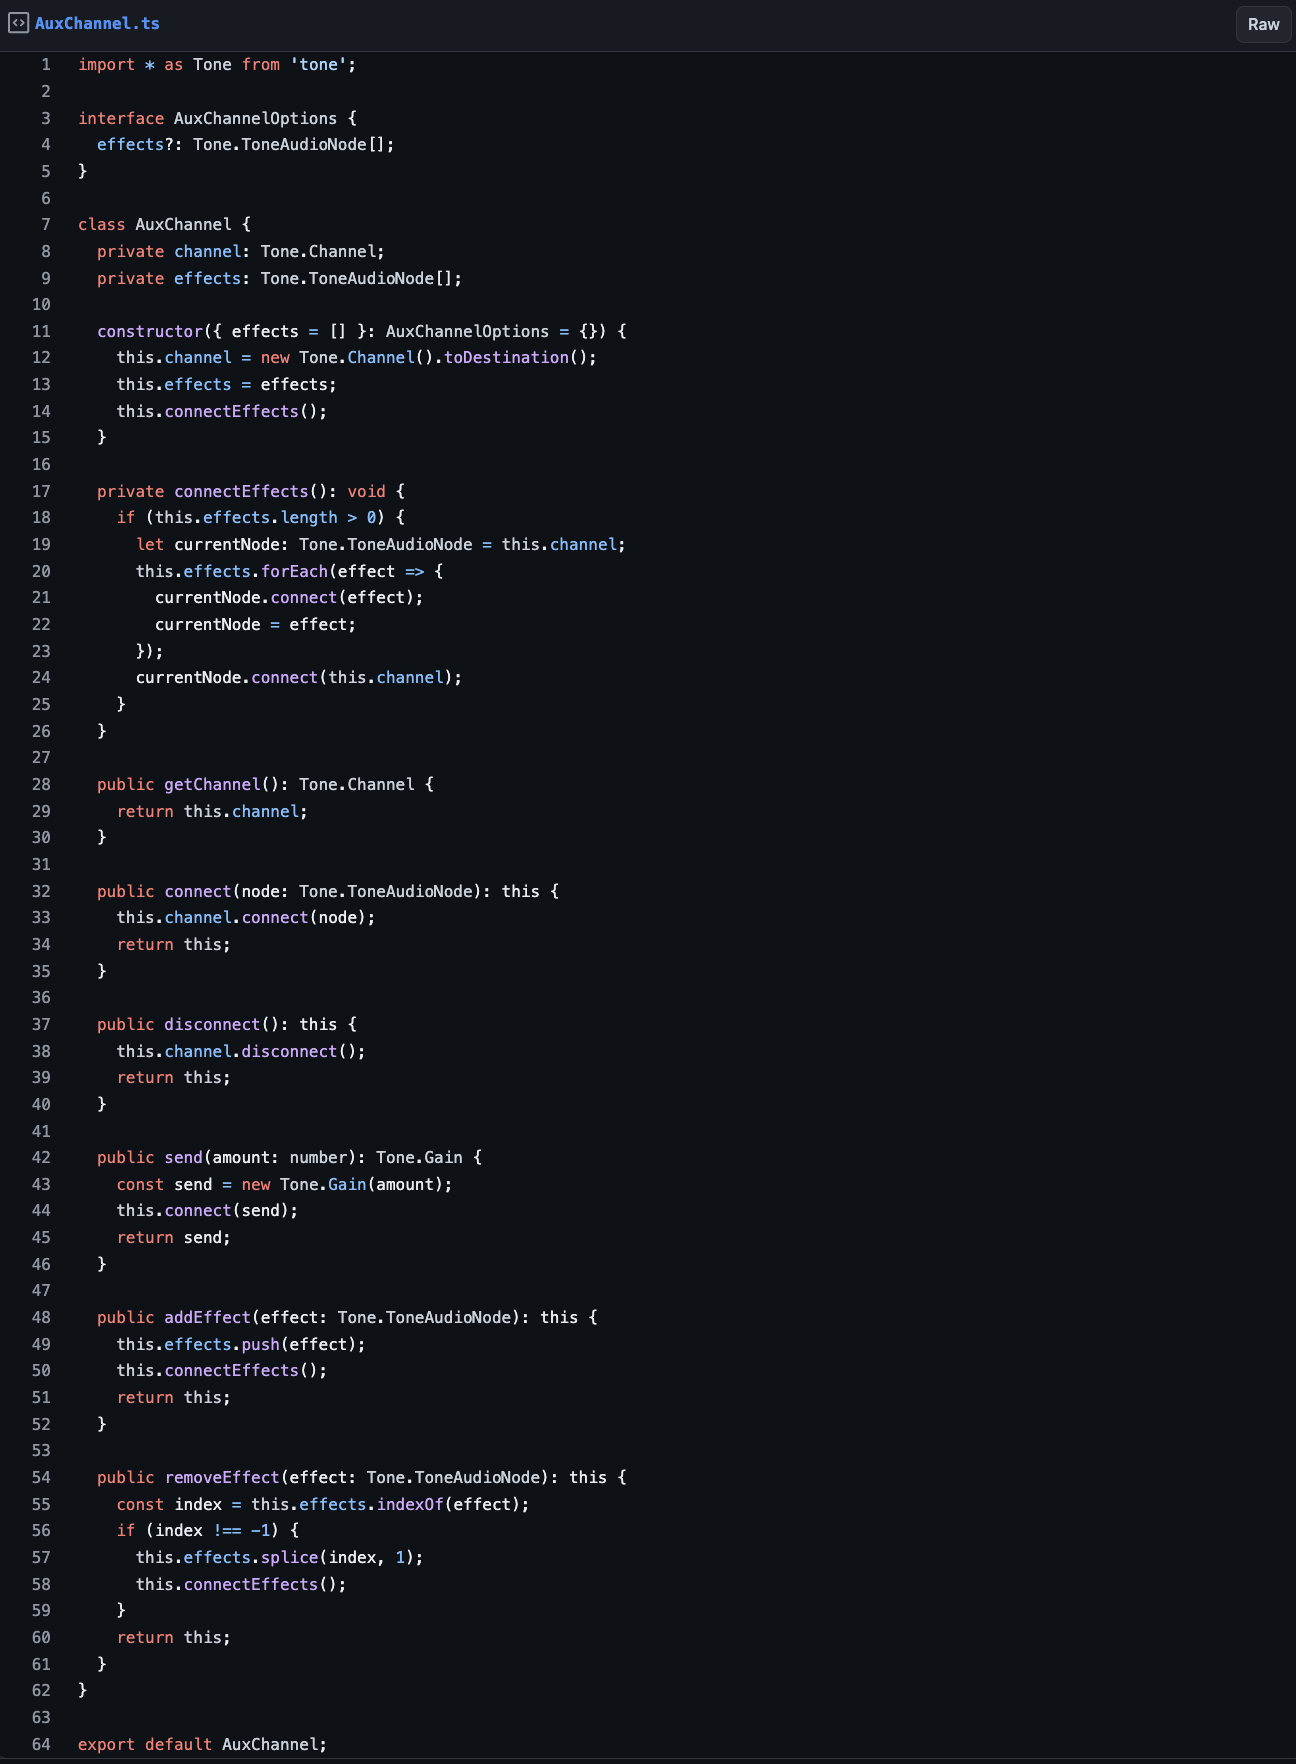 AuxChannel.ts
Raw
1 import * as Tone from 'tone';
2
3 interface AuxChannelOptions {
4   effects?: Tone.ToneAudioNode[];
5 }
6
7 class AuxChannel {
8   private channel: Tone.Channel;
9   private effects: Tone.ToneAudioNode[];
10
11   constructor({ effects = [] }: AuxChannelOptions = {}) {
12     this.channel = new Tone.Channel().toDestination();
13     this.effects = effects;
14     this.connectEffects();
15   }
16
17   private connectEffects(): void {
18     if (this.effects.length > 0) {
19       let currentNode: Tone.ToneAudioNode = this.channel;
20       this.effects.forEach(effect => {
21         currentNode.connect(effect);
22         currentNode = effect;
23       });
24       currentNode.connect(this.channel);
25     }
26   }
27
28   public getChannel(): Tone.Channel {
29     return this.channel;
30   }
31
32   public connect(node: Tone.ToneAudioNode): this {
33     this.channel.connect(node);
34     return this;
35   }
36
37   public disconnect(): this {
38     this.channel.disconnect();
39     return this;
40   }
41
42   public send(amount: number): Tone.Gain {
43     const send = new Tone.Gain(amount);
44     this.connect(send);
45     return send;
46   }
47
48   public addEffect(effect: Tone.ToneAudioNode): this {
49     this.effects.push(effect);
50     this.connectEffects();
51     return this;
52   }
53
54   public removeEffect(effect: Tone.ToneAudioNode): this {
55     const index = this.effects.indexOf(effect);
56     if (index !== -1) {
57       this.effects.splice(index, 1);
58       this.connectEffects();
59     }
60     return this;
61   }
62 }
63
64 export default AuxChannel;